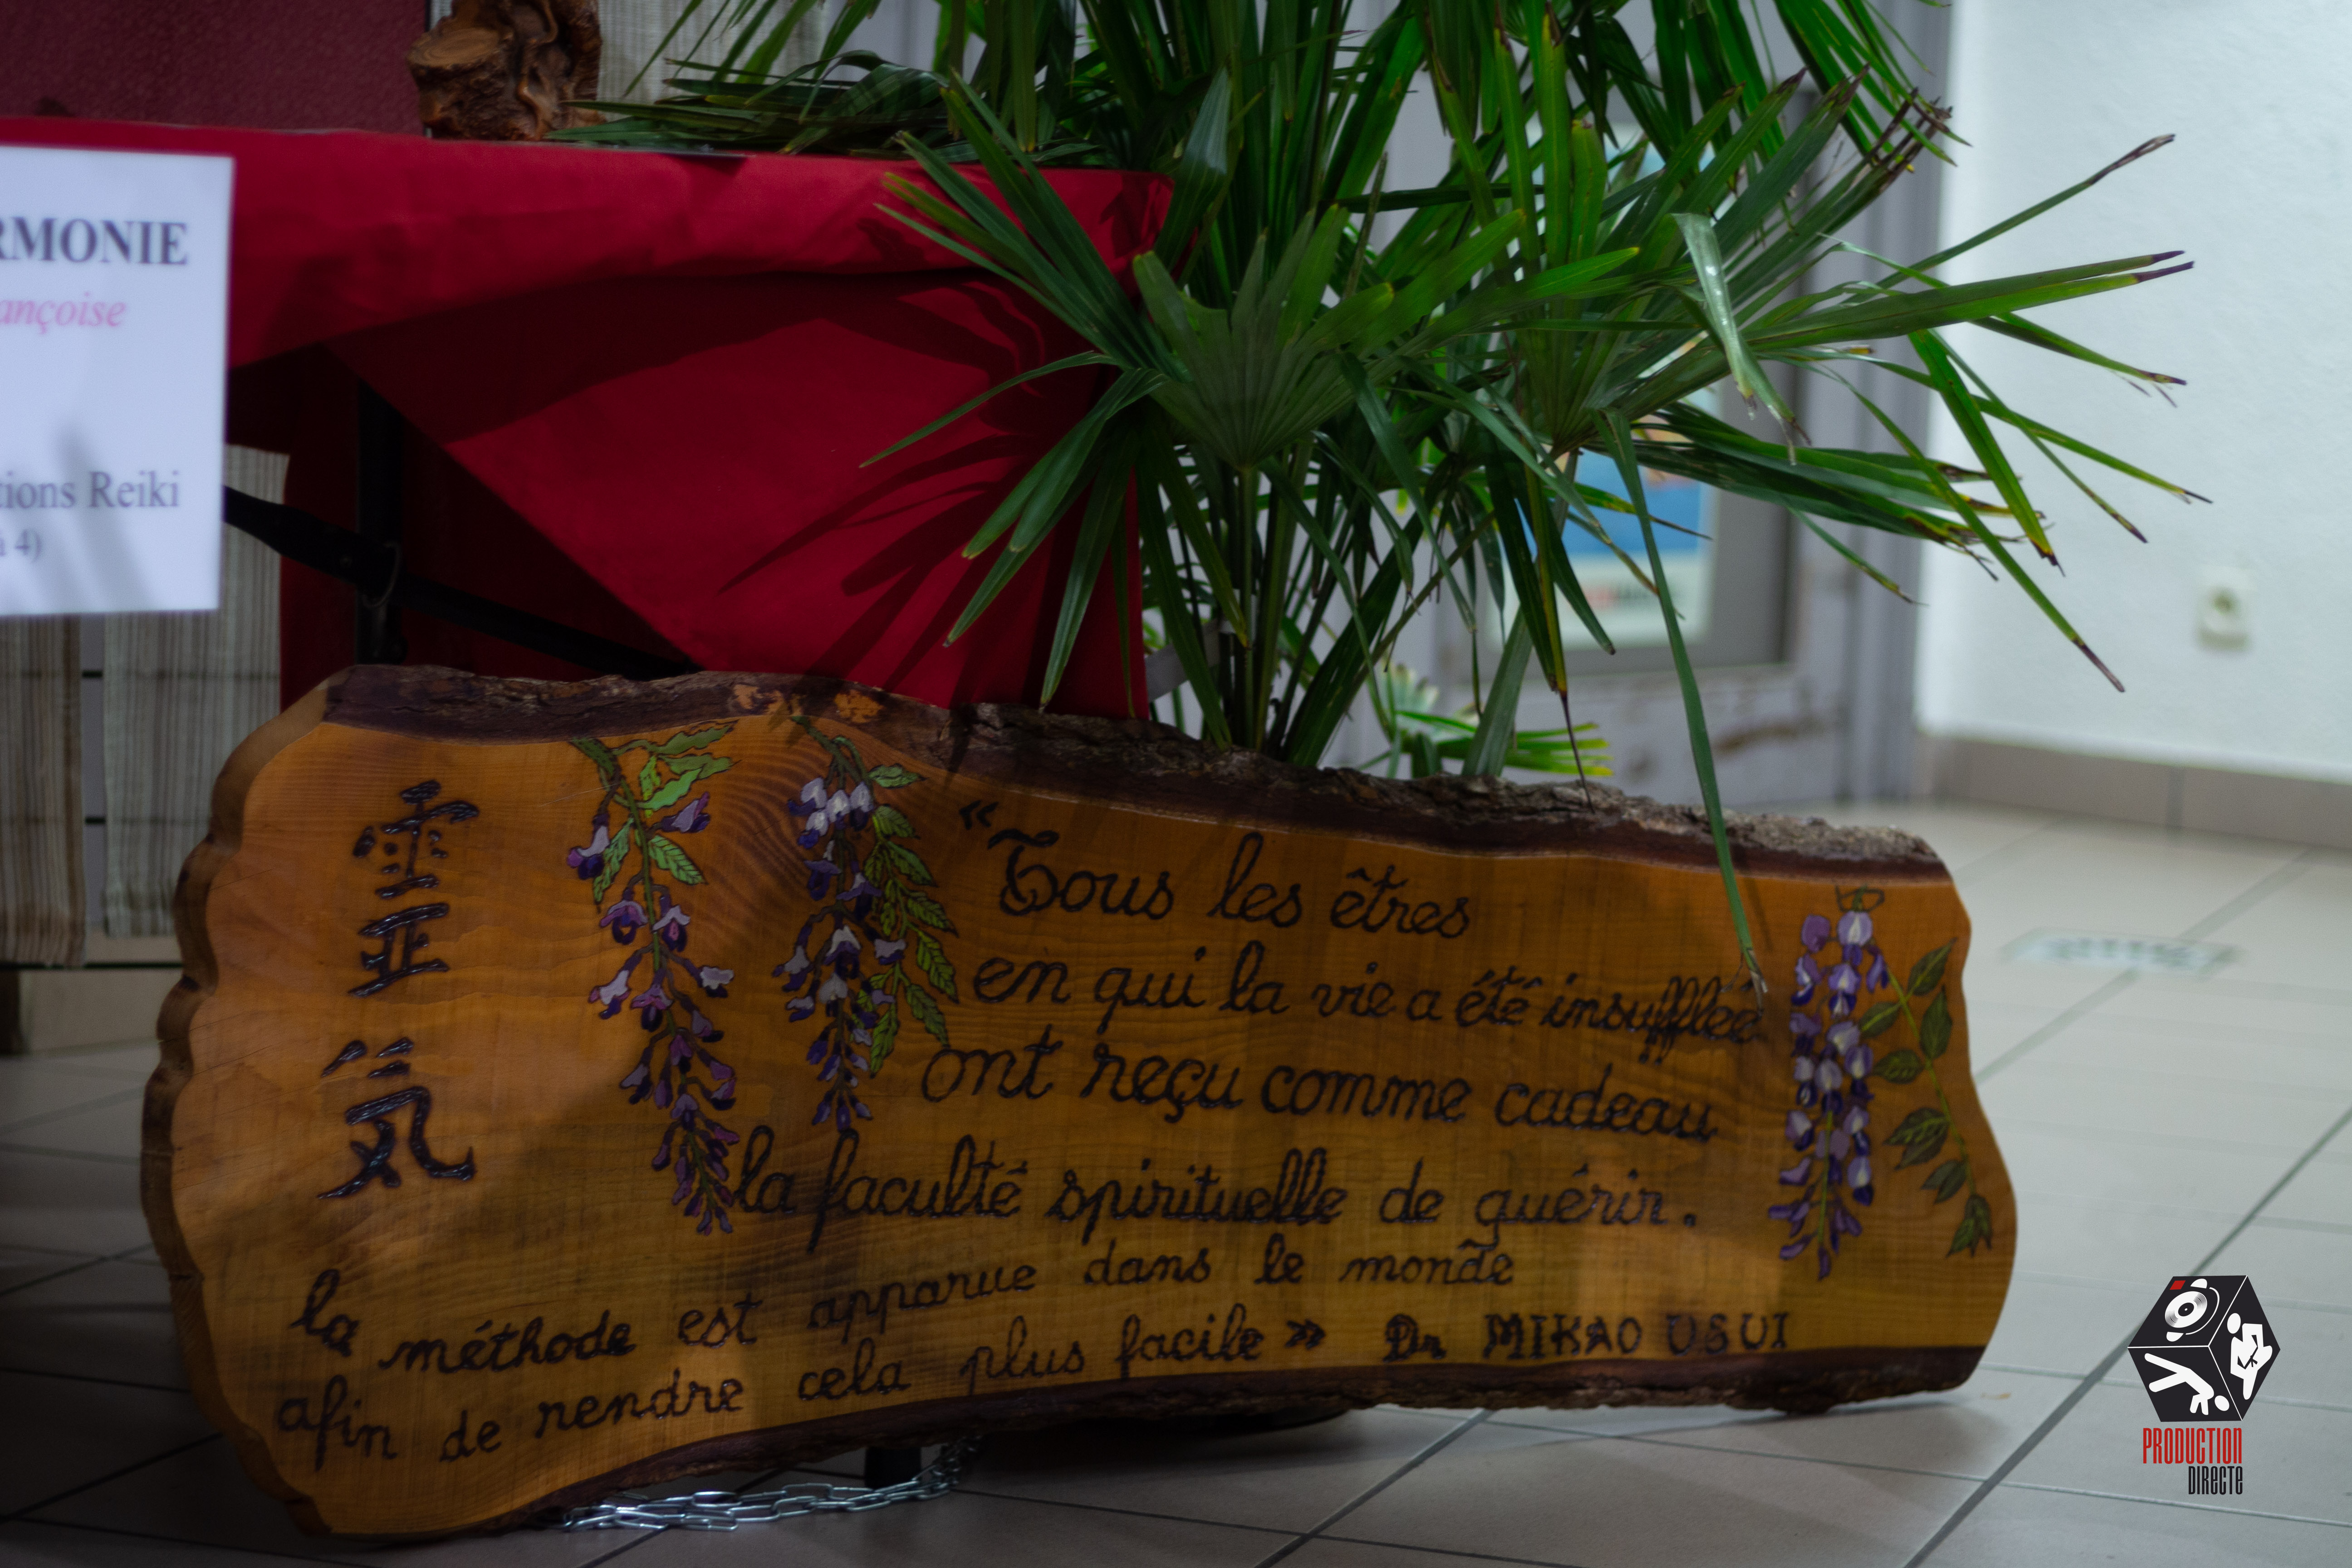 RMONIE
ançoise
tions Reiki
à 4)
靈
気
« Tous les êtres
en qui la vie a été insufflée
ont reçu comme cadeau
la faculté spirituelle de guérir.
la méthode est apparue dans le monde
afin de rendre cela plus facile » Dr MIKAO USUI
PRODUCTION
DIRECTE